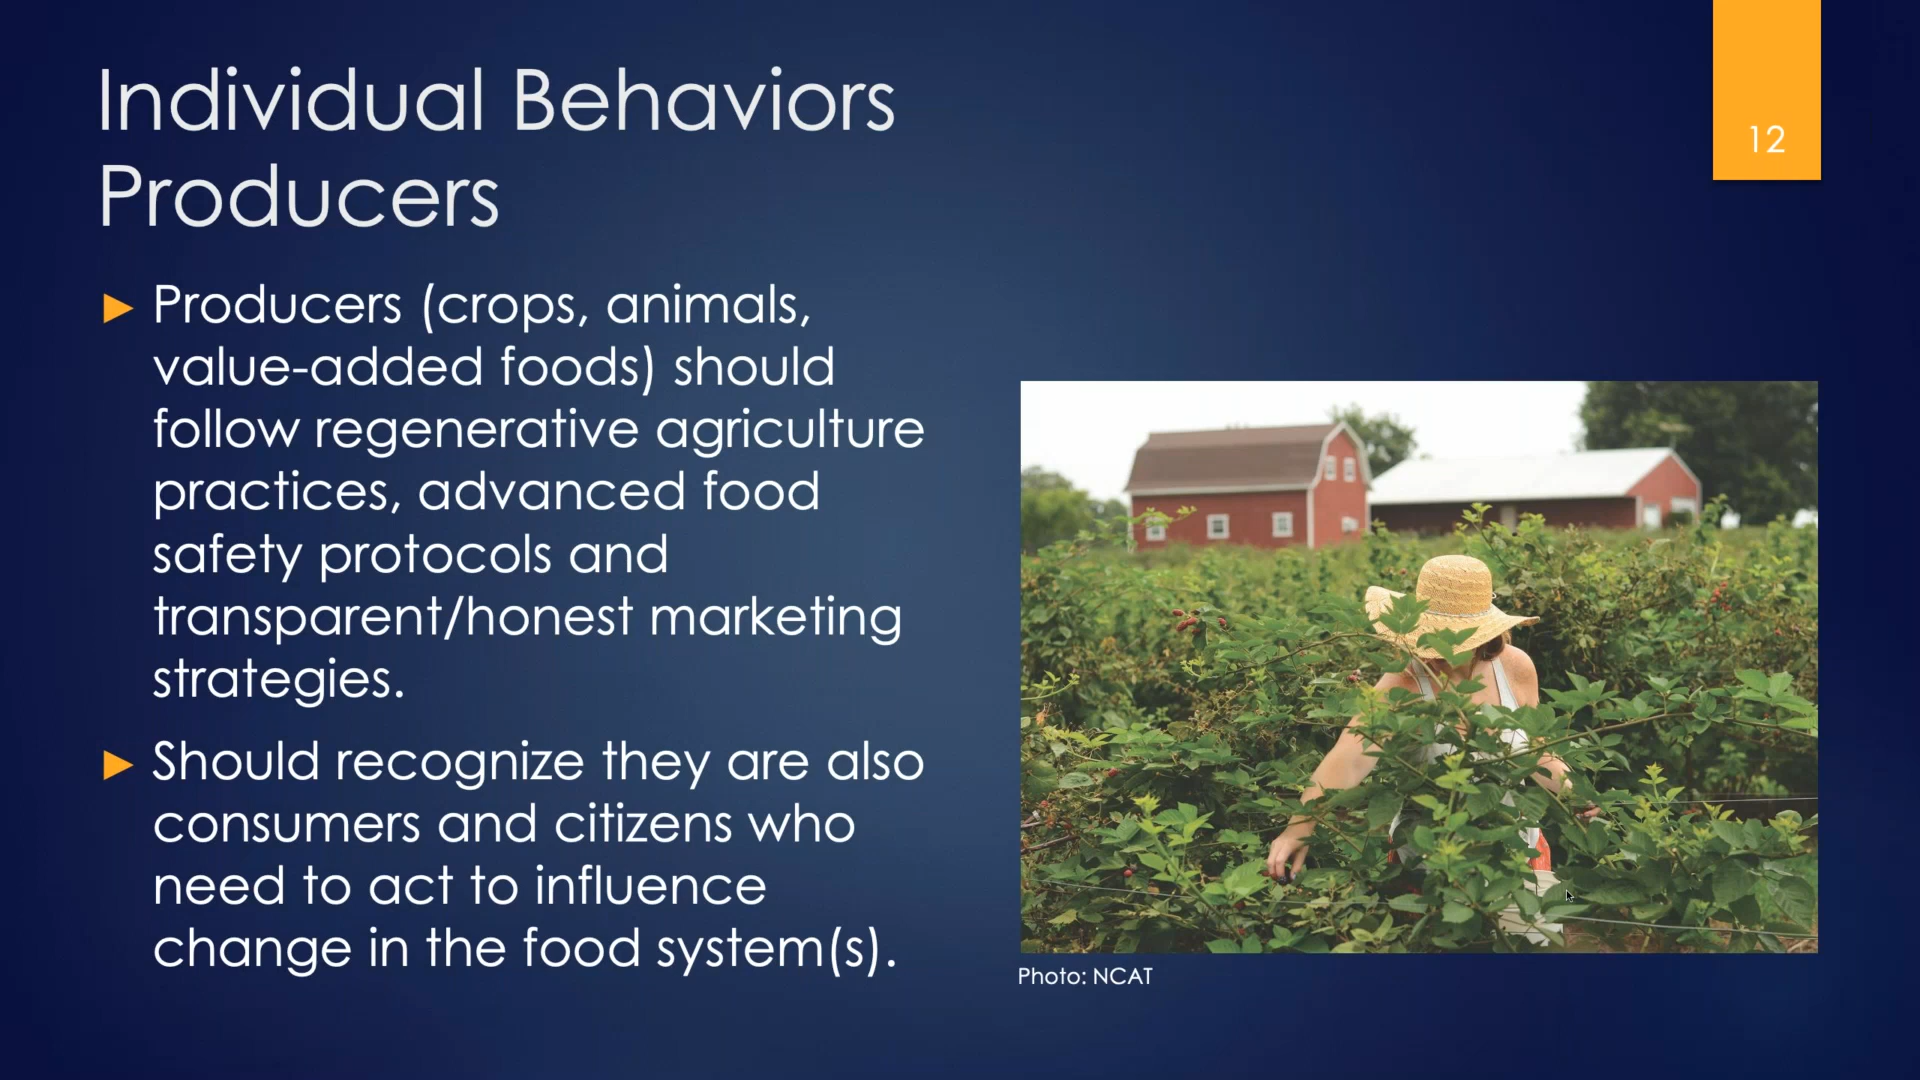 Individual Behaviors
Producers
12
Producers (crops, animals,
value-added foods) should
follow regenerative agriculture
practices, advanced food
safety protocols and
transparent/honest marketing
strategies.
Should recognize they are also
consumers and citizens who
need to act to influence
change in the food system(s).
Photo: NCAT